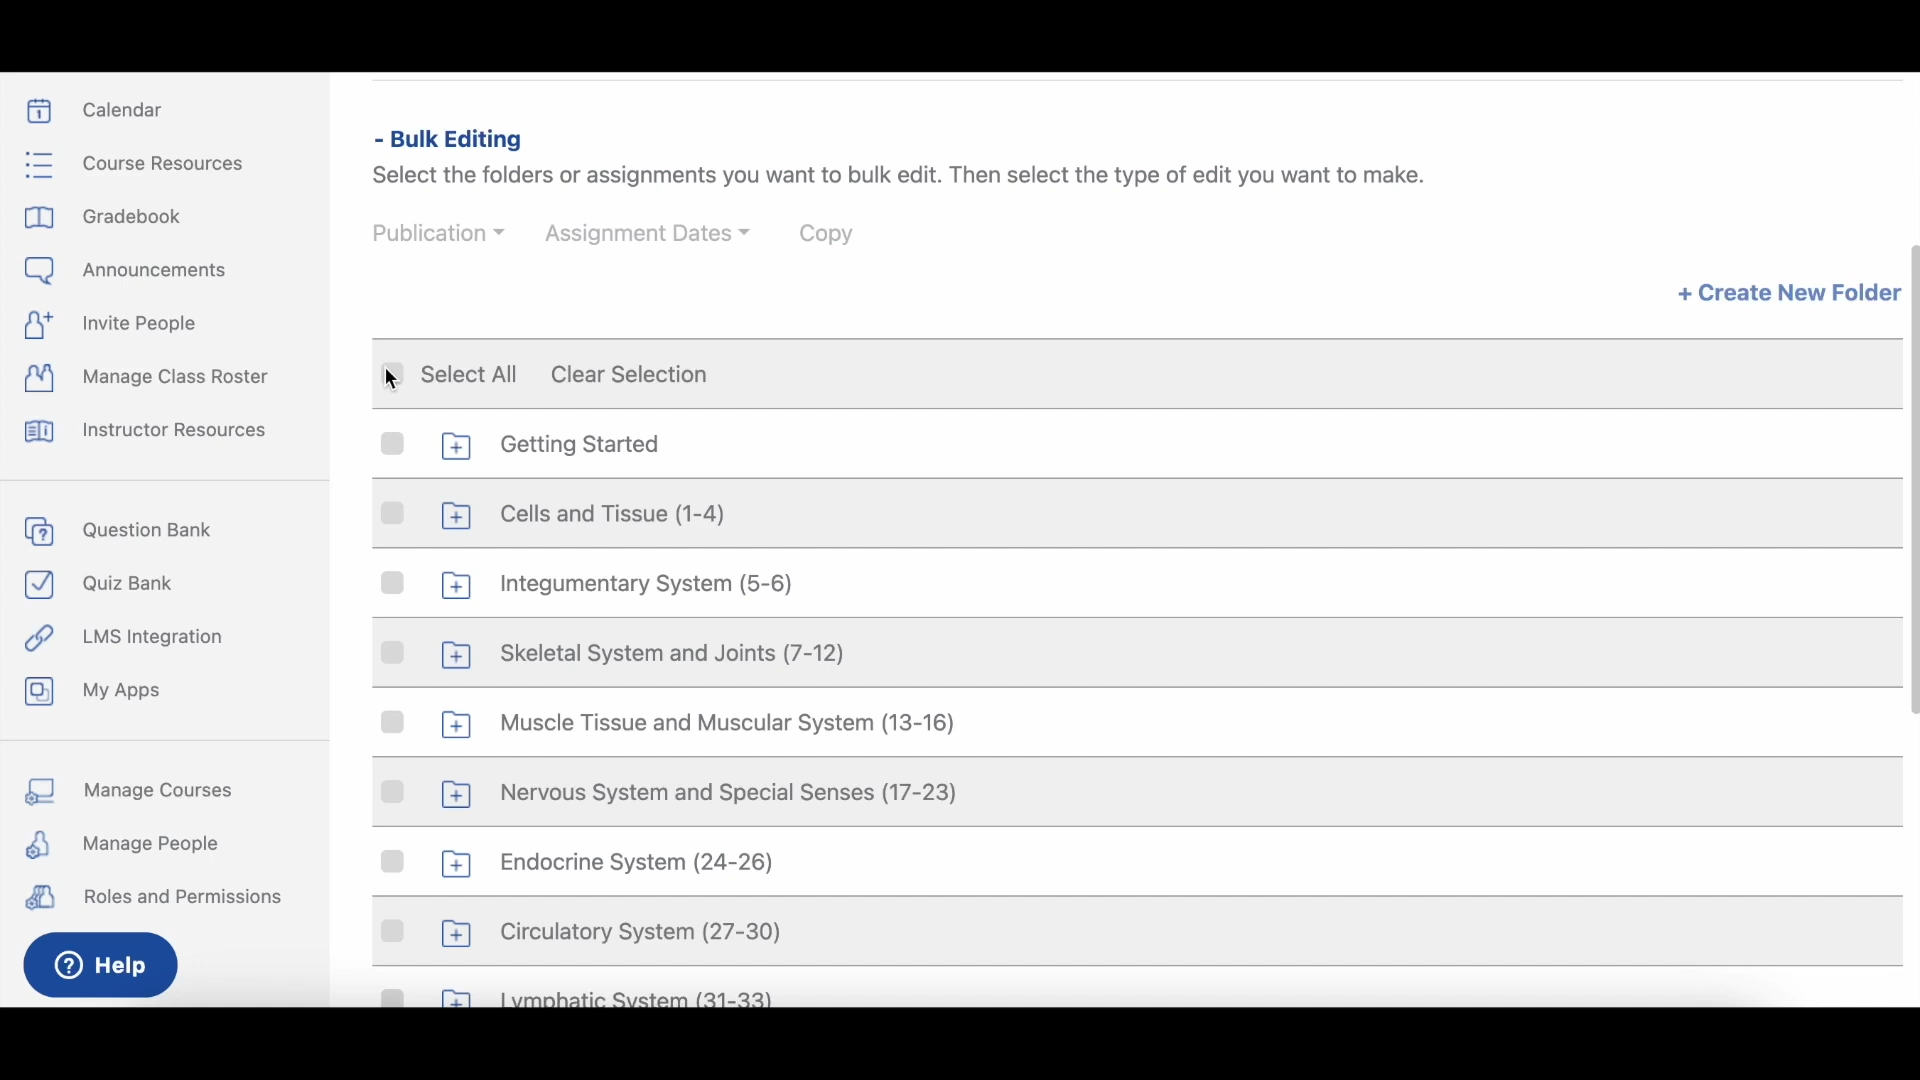 Calendar
Course Resources
Gradebook
Announcements
Invite People
Manage Class Roster
Instructor Resources
Question Bank
Quiz Bank
LMS Integration
My Apps
Manage Courses
Manage People
Roles and Permissions
Help
- Bulk Editing
Select the folders or assignments you want to bulk edit. Then select the type of edit you want to make.
Publication Assignment Dates Copy
+ Create New Folder
Select All Clear Selection
Getting Started
Cells and Tissue (1-4)
Integumentary System (5-6)
Skeletal System and Joints (7-12)
Muscle Tissue and Muscular System (13-16)
Nervous System and Special Senses (17-23)
Endocrine System (24-26)
Circulatory System (27-30)
Lymphatic System (31-33)